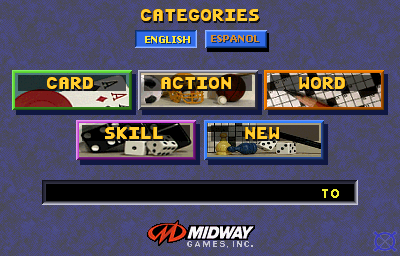 CATEGORIES
ENGLISH ESPANOL
CARD ACTION WORD
SKILL NEW
TO
MIDWAY
GAMES, INC.